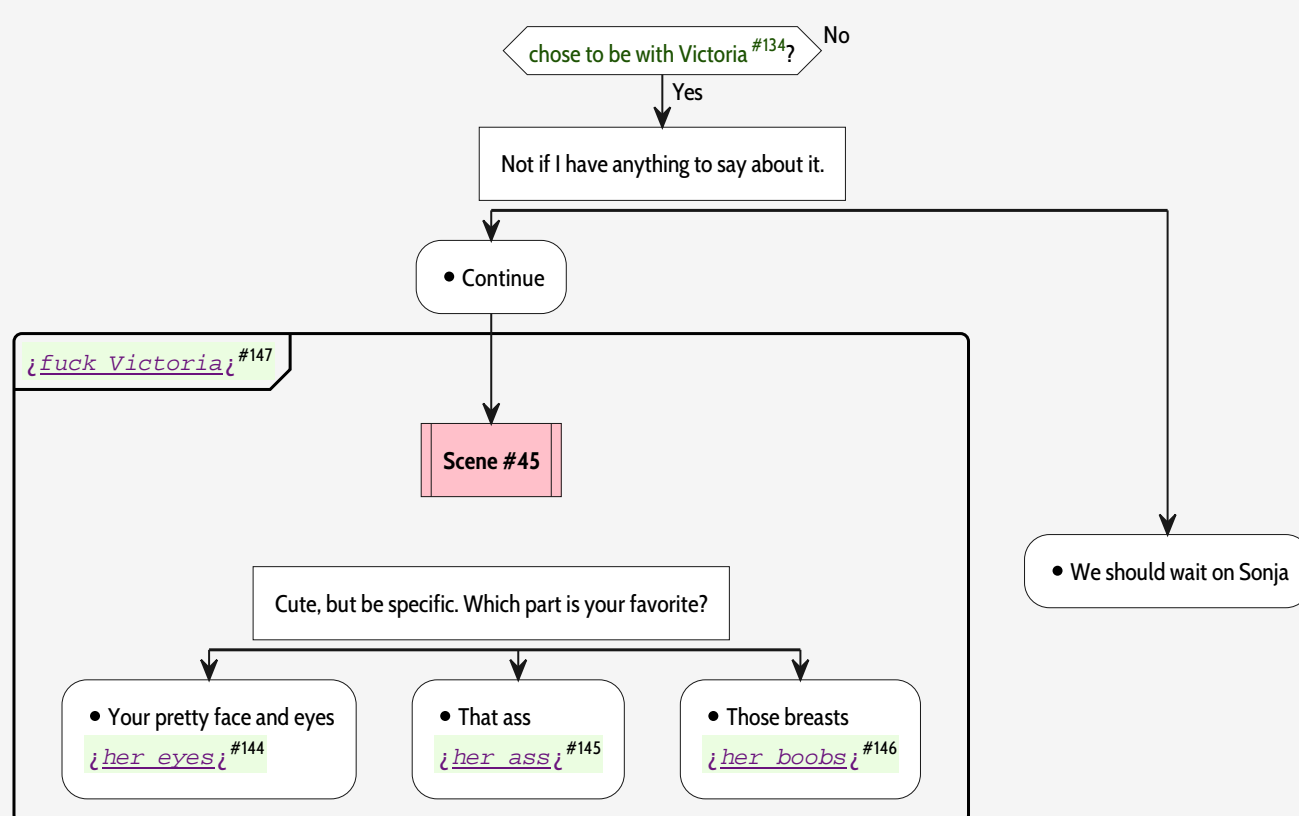 chose to be with Victoria #134?
No
Yes
Not if I have anything to say about it.
• Continue
¿fuck Victoria¿ #147
Scene #45
• We should wait on Sonja
Cute, but be specific. Which part is your favorite?
• Your pretty face and eyes
¿her eyes¿ #144
• That ass
¿her ass¿ #145
• Those breasts
¿her boobs¿ #146